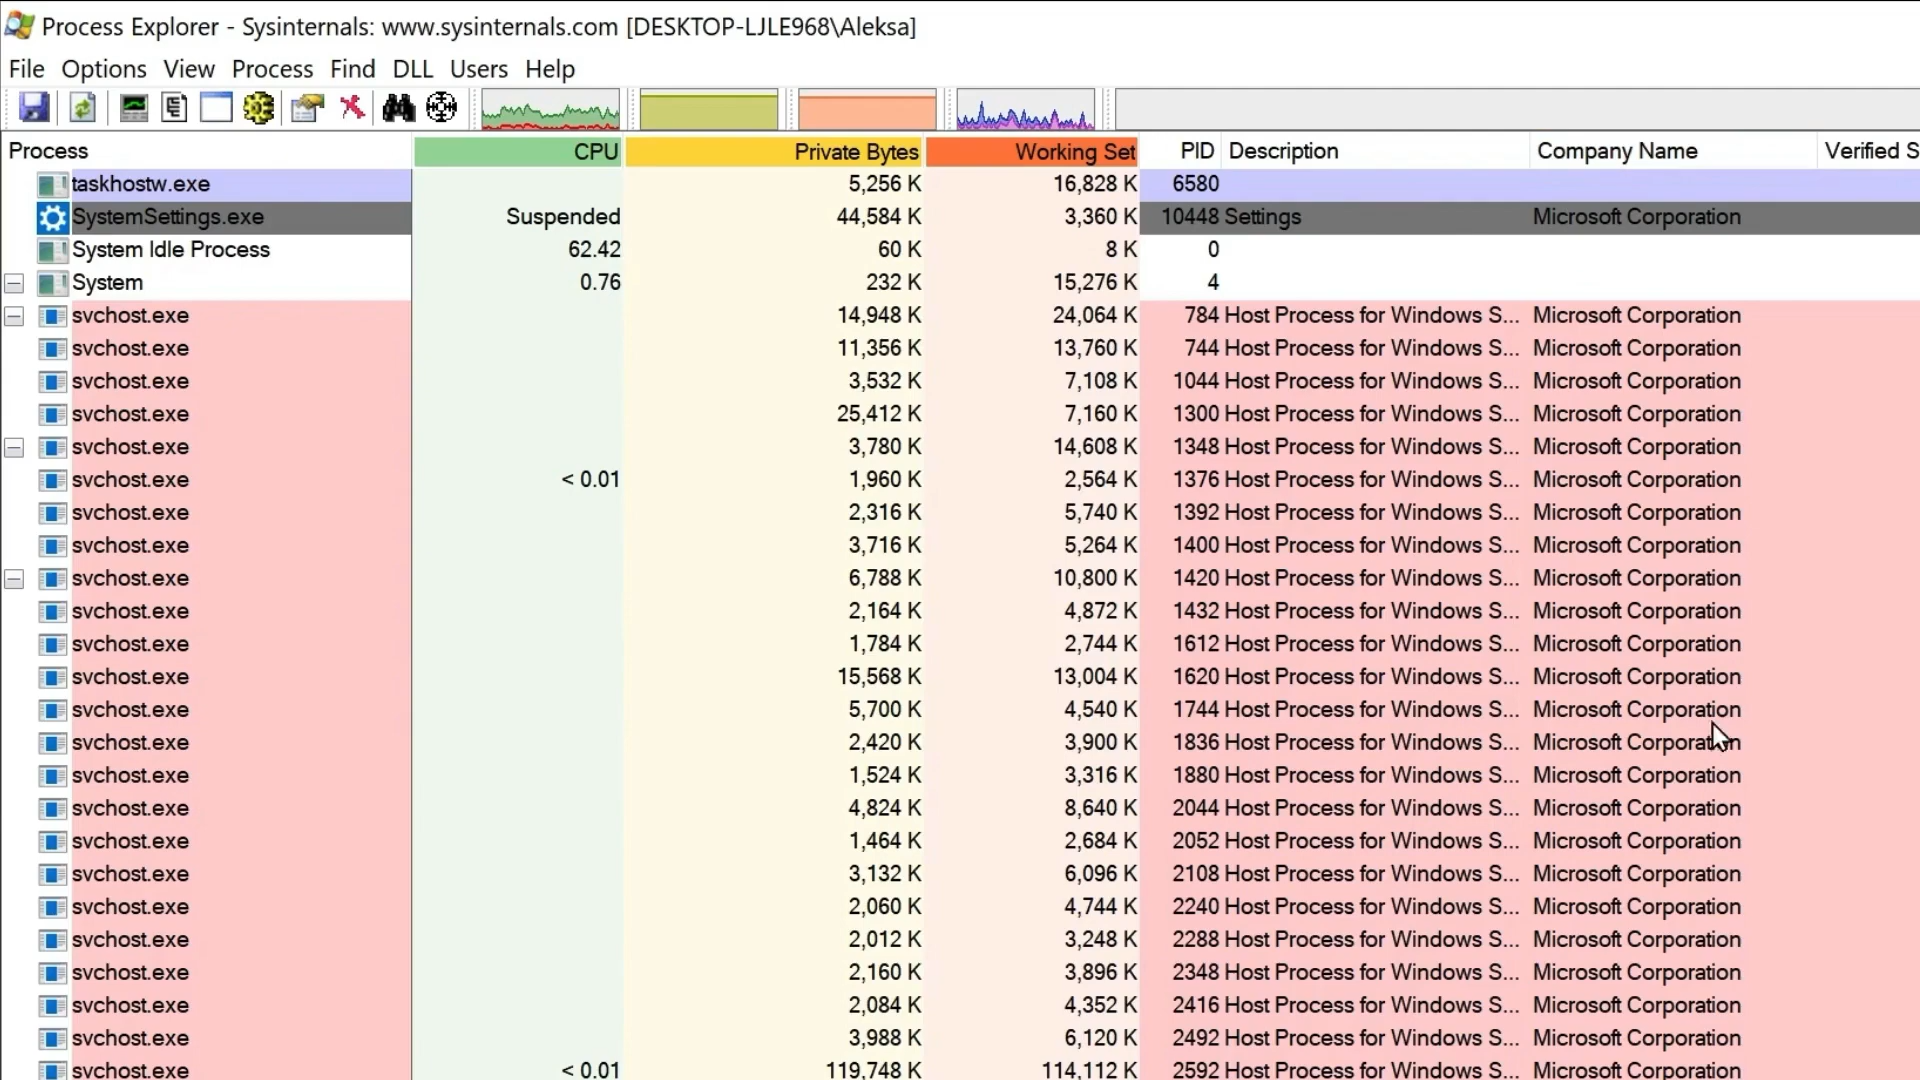 Process Explorer - Sysinternals: www.sysinternals.com [DESKTOP-LJLE968\Aleksa]
File Options View Process Find DLL Users Help
Process CPU Private Bytes Working Set PID Description Company Name Verified S
taskhostw.exe 5,256 K 16,828 K 6580
SystemSettings.exe Suspended 44,584 K 3,360 K 10448 Settings Microsoft Corporation
System Idle Process 62.42 60 K 8 K 0
System 0.76 232 K 15,276 K 4
svchost.exe 14,948 K 24,064 K 784 Host Process for Windows S... Microsoft Corporation
svchost.exe 11,356 K 13,760 K 744 Host Process for Windows S... Microsoft Corporation
svchost.exe 3,532 K 7,108 K 1044 Host Process for Windows S... Microsoft Corporation
svchost.exe 25,412 K 7,160 K 1300 Host Process for Windows S... Microsoft Corporation
svchost.exe 3,780 K 14,608 K 1348 Host Process for Windows S... Microsoft Corporation
svchost.exe < 0.01 1,960 K 2,564 K 1376 Host Process for Windows S... Microsoft Corporation
svchost.exe 2,316 K 5,740 K 1392 Host Process for Windows S... Microsoft Corporation
svchost.exe 3,716 K 5,264 K 1400 Host Process for Windows S... Microsoft Corporation
svchost.exe 6,788 K 10,800 K 1420 Host Process for Windows S... Microsoft Corporation
svchost.exe 2,164 K 4,872 K 1432 Host Process for Windows S... Microsoft Corporation
svchost.exe 1,784 K 2,744 K 1612 Host Process for Windows S... Microsoft Corporation
svchost.exe 15,568 K 13,004 K 1620 Host Process for Windows S... Microsoft Corporation
svchost.exe 5,700 K 4,540 K 1744 Host Process for Windows S... Microsoft Corporation
svchost.exe 2,420 K 3,900 K 1836 Host Process for Windows S... Microsoft Corporation
svchost.exe 1,524 K 3,316 K 1880 Host Process for Windows S... Microsoft Corporation
svchost.exe 4,824 K 8,640 K 2044 Host Process for Windows S... Microsoft Corporation
svchost.exe 1,464 K 2,684 K 2052 Host Process for Windows S... Microsoft Corporation
svchost.exe 3,132 K 6,096 K 2108 Host Process for Windows S... Microsoft Corporation
svchost.exe 2,060 K 4,744 K 2240 Host Process for Windows S... Microsoft Corporation
svchost.exe 2,012 K 3,248 K 2288 Host Process for Windows S... Microsoft Corporation
svchost.exe 2,160 K 3,896 K 2348 Host Process for Windows S... Microsoft Corporation
svchost.exe 2,084 K 4,352 K 2416 Host Process for Windows S... Microsoft Corporation
svchost.exe 3,988 K 6,120 K 2492 Host Process for Windows S... Microsoft Corporation
svchost.exe < 0.01 119,748 K 114,112 K 2592 Host Process for Windows S... Microsoft Corporation